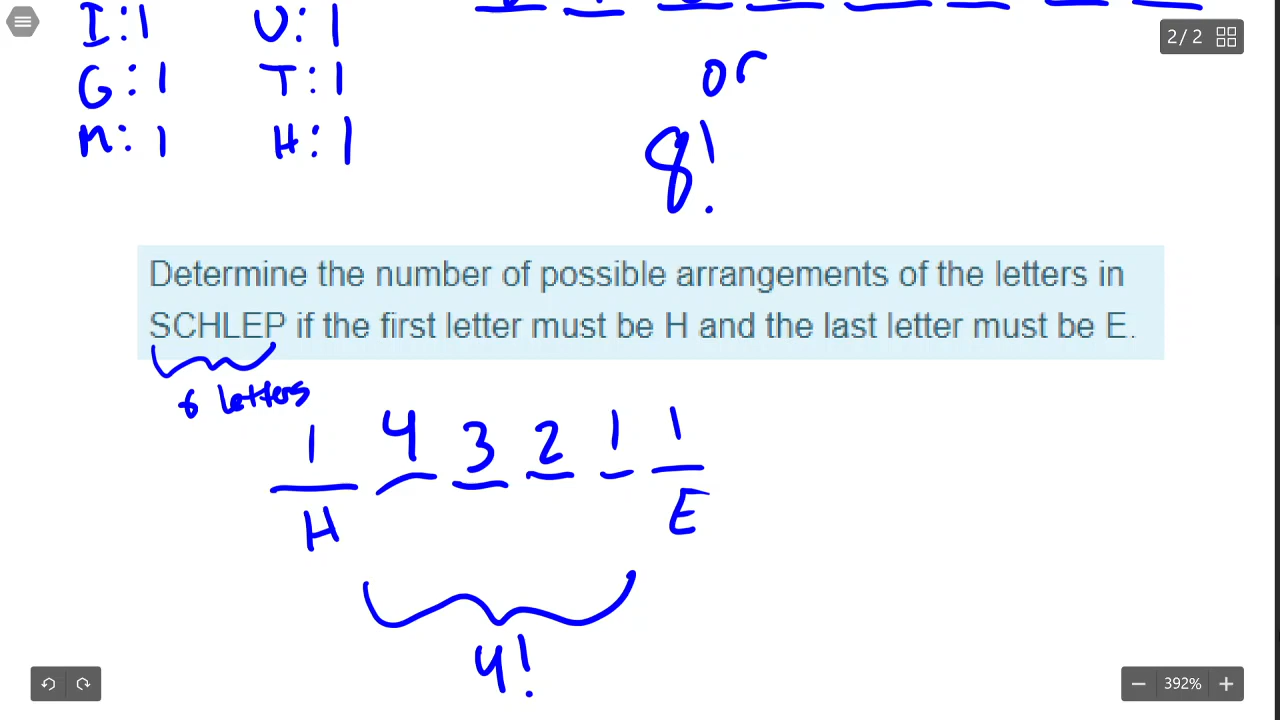 I:1 U:1
G:1 T:1
M:1 H:1
2/2
or
8!
Determine the number of possible arrangements of the letters in
SCHLEP if the first letter must be H and the last letter must be E.
6 letters
1 4 3 2 1 1
H E
4!
392%